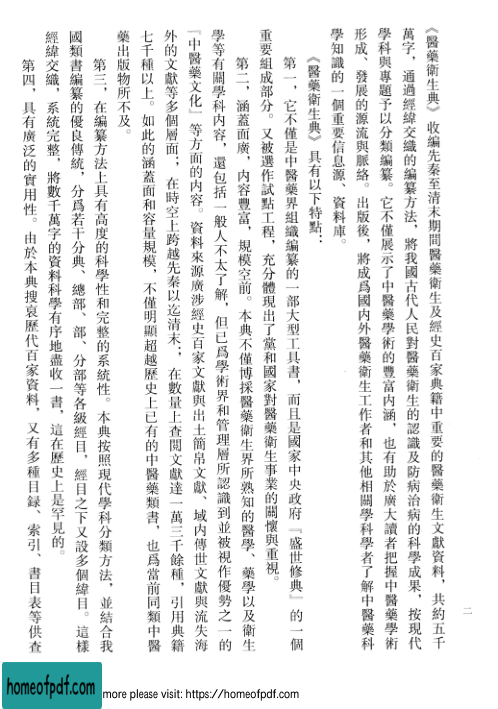 二
《醫藥衛生典》收編先秦至清末期間醫藥衛生及經史百家典籍中重要的醫藥衛生文獻資料，共約五千
萬字，通過經緯交織的編纂方法，將我國古代人民對醫藥衛生的認識及防病治病的科學成果，按現代
學科與專題予以分類編纂。它不僅展示了中醫藥學術的豐富内涵，也有助於廣大讀者把握中醫藥學術
形成、發展的源流與脈絡。出版後，將成爲國内外醫藥衛生工作者和其他相關學科學者了解中醫藥科
學知識的一個重要信息源、資料庫。
《醫藥衛生典》具有以下特點：
第一，它不僅是中醫藥界組織編纂的一部大型工具書，而且是國家中央政府『盛世修典』的一個
重要組成部分。又被選作試點工程，充分體現出了黨和國家對醫藥衛生事業的關懷與重視。
第二，涵蓋面廣，内容豐富，規模空前。本典不僅博採醫藥衛生界所熟知的醫學、藥學以及衛生
學等有關學科内容，還包括一般人不太了解，但已爲學術界和管理層所認識到並被視作優勢之一的
『中醫藥文化』等方面的内容。資料來源廣涉經史百家文獻與出土簡帛文獻、域内傳世文獻與流失海
外的文獻等多個層面；在時空上跨越先秦以迄清末；在數量上查閲文獻達一萬三千餘種，引用典籍
七千種以上。如此的涵蓋面和容量規模，不僅明顯超越歷史上已有的中醫藥類書，也爲當前同類中醫
藥出版物所不及。
第三，在編纂方法上具有高度的科學性和完整的系統性。本典按照現代學科分類方法，並結合我
國類書編纂的優良傳統，分爲若干分典、總部、部、分部等各級經目，經目之下又設多個緯目。這樣
經緯交織，系統完整，將數千萬字的資料科學有序地盡收一書，這在歷史上是罕見的。
第四，具有廣泛的實用性。由於本典搜裒歷代百家資料，又有多種目録、索引、書目表等供查
homeofpdf.com
more please visit: https://homeofpdf.com